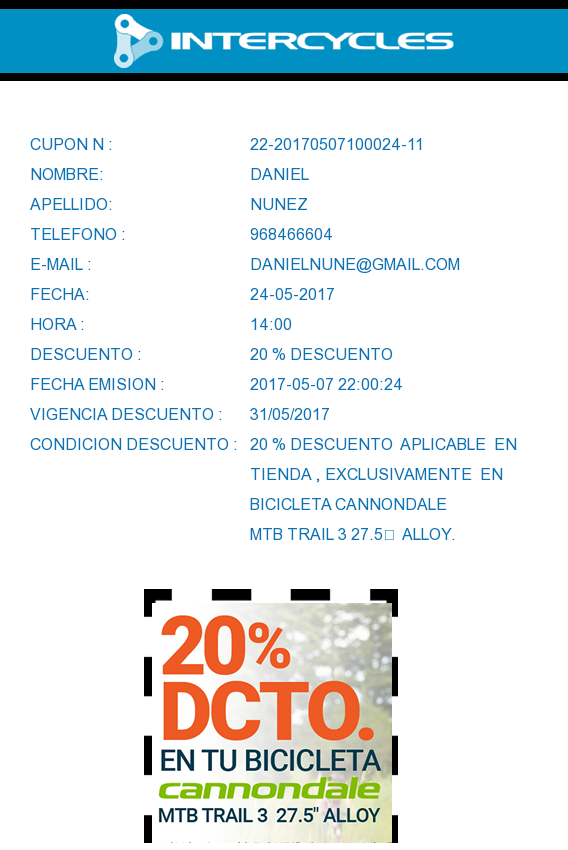 INTERCYCLES
CUPON N : 22-20170507100024-11
NOMBRE: DANIEL
APELLIDO: NUNEZ
TELEFONO : 968466604
E-MAIL : DANIELNUNE@GMAIL.COM
FECHA: 24-05-2017
HORA : 14:00
DESCUENTO : 20 % DESCUENTO
FECHA EMISION : 2017-05-07 22:00:24
VIGENCIA DESCUENTO : 31/05/2017
CONDICION DESCUENTO : 20 % DESCUENTO APLICABLE EN
TIENDA , EXCLUSIVAMENTE EN
BICICLETA CANNONDALE
MTB TRAIL 3 27.5□ ALLOY.
20%
DCTO.
EN TU BICICLETA
cannondale
MTB TRAIL 3 27.5" ALLOY